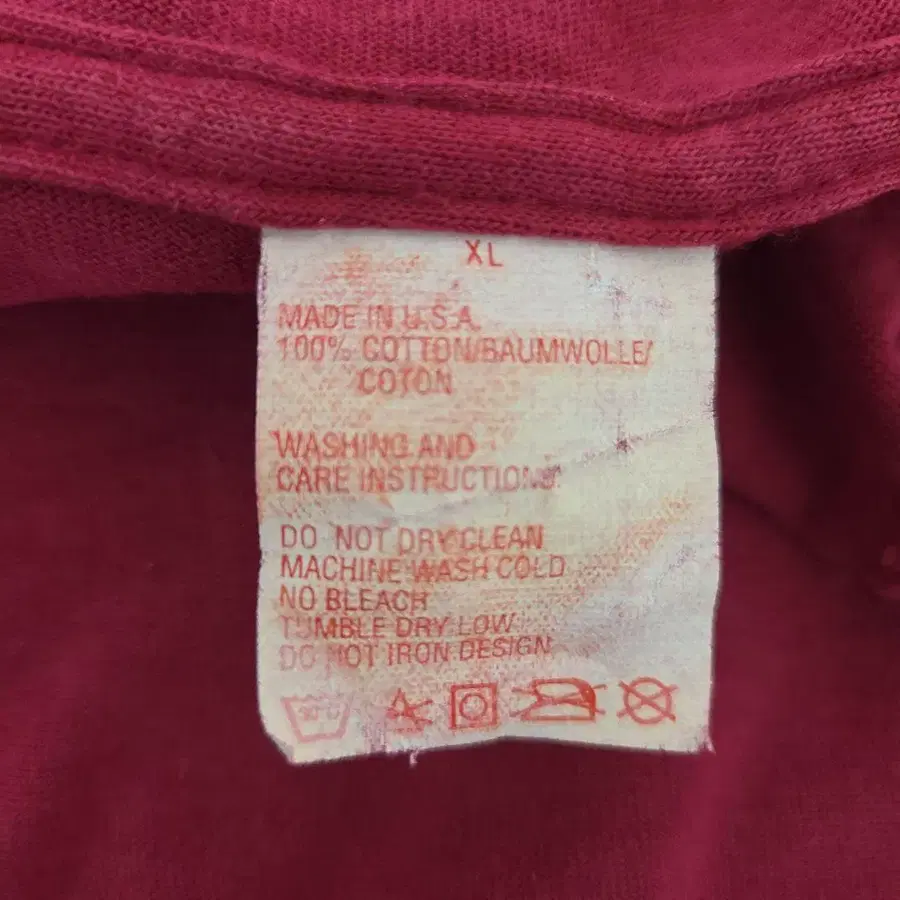 XL
MADE IN U.S.A.
100% COTTON/BAUMWOLLE/
COTON
WASHING AND
CARE INSTRUCTIONS:
DO NOT DRY CLEAN
MACHINE WASH COLD
NO BLEACH
TUMBLE DRY LOW
DO NOT IRON DESIGN